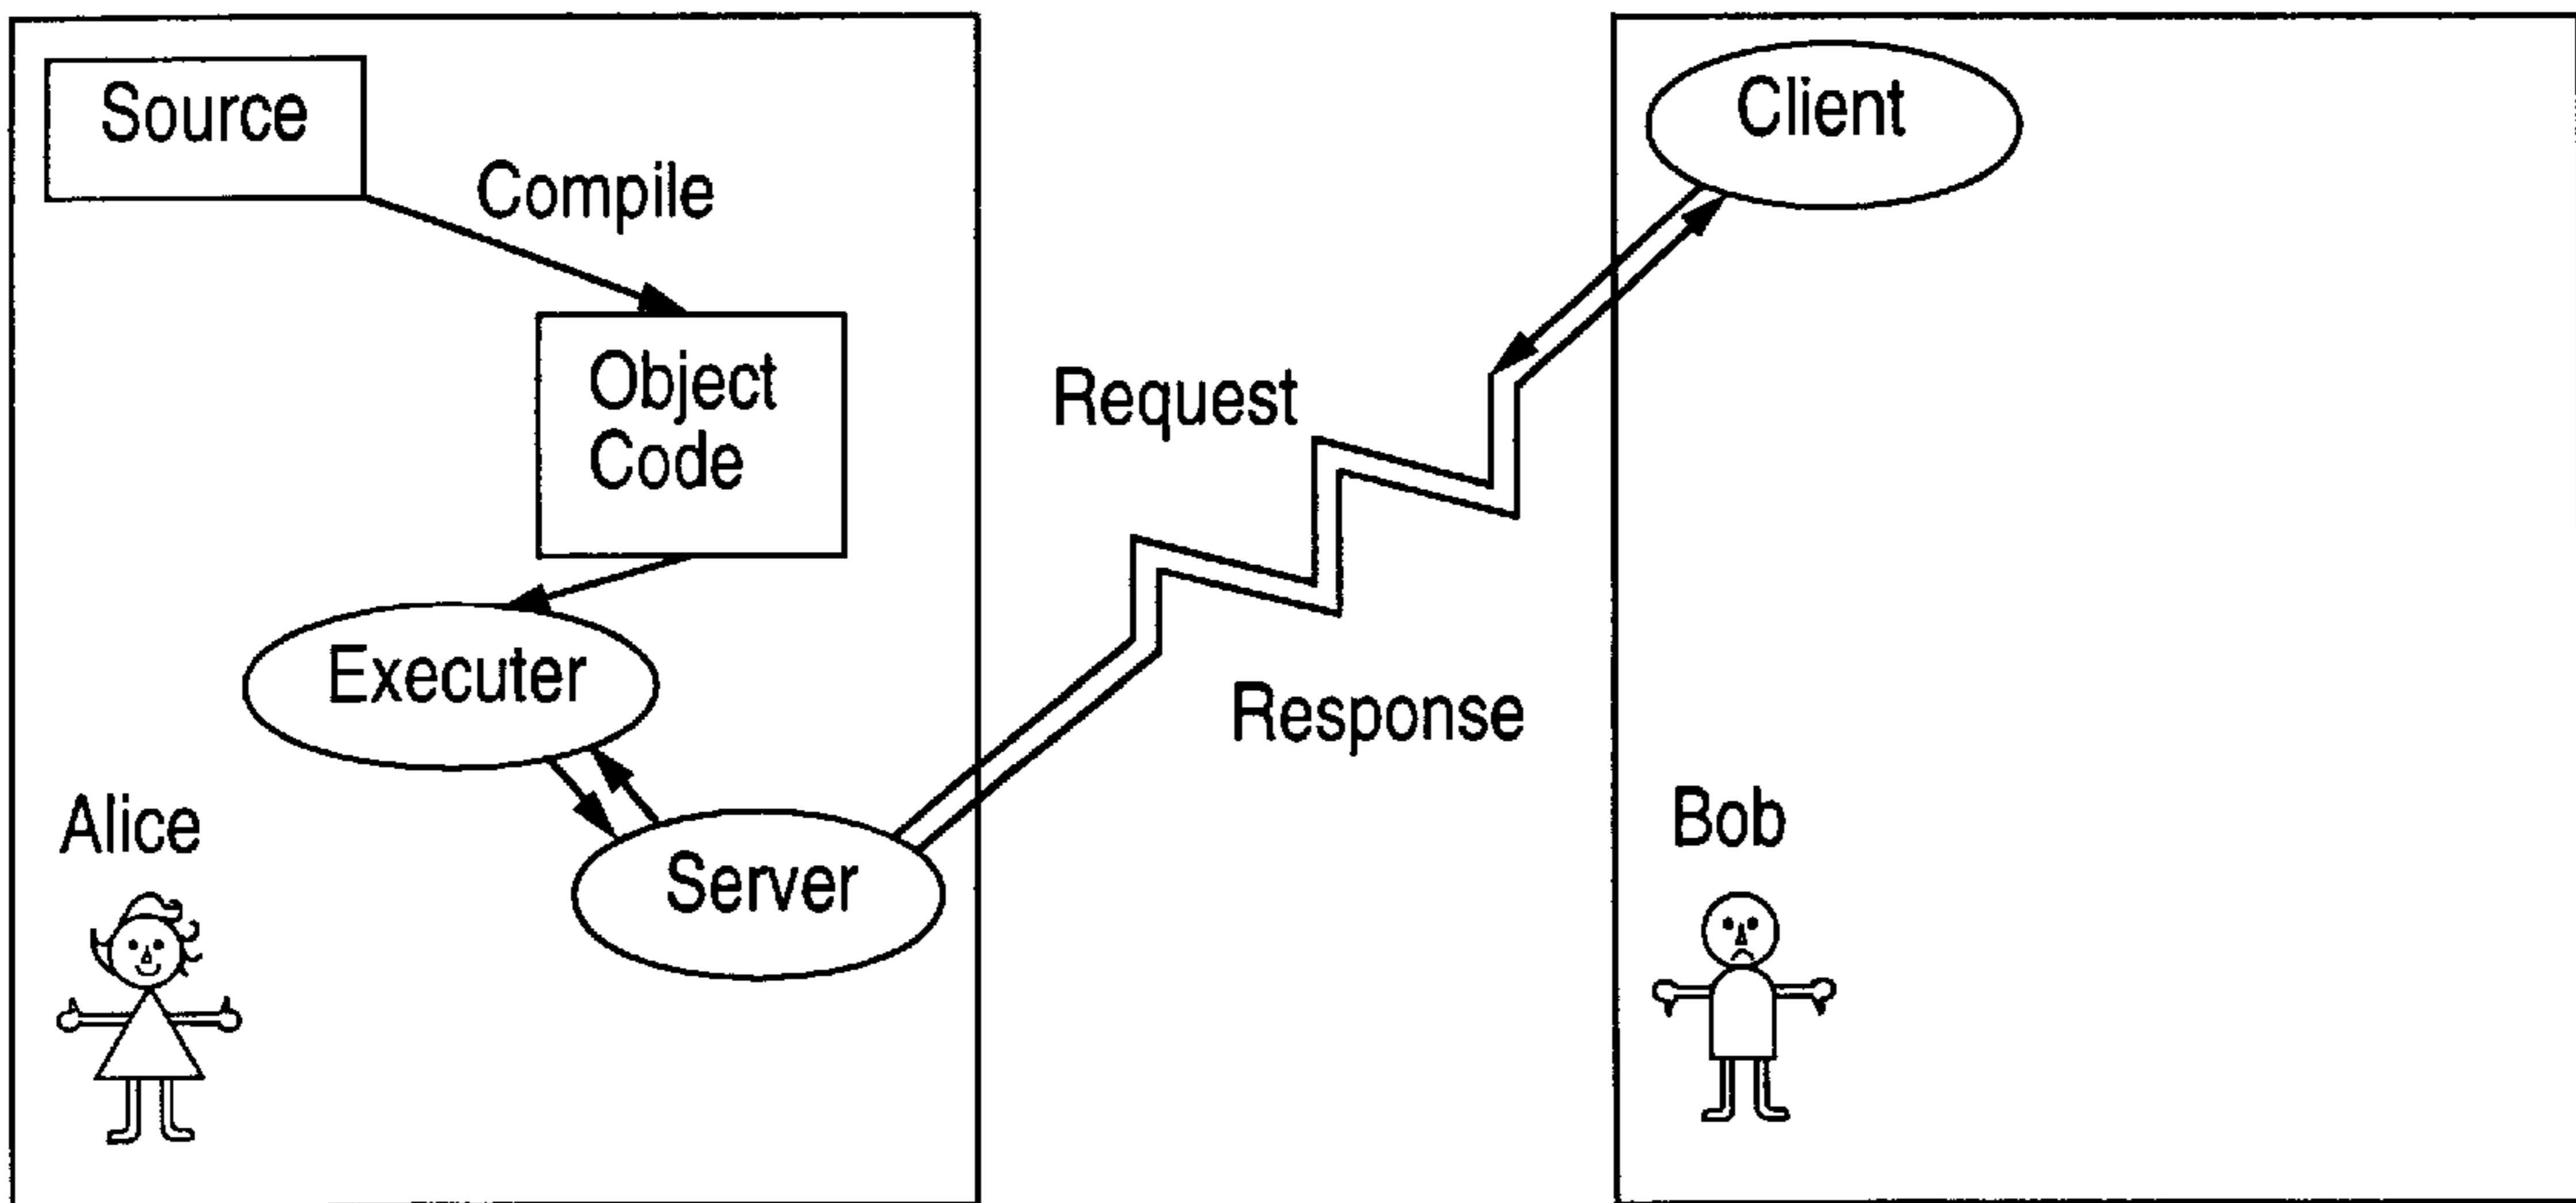 Source
Compile
Object
Code
Executer
Server
Alice
Request
Response
Client
Bob